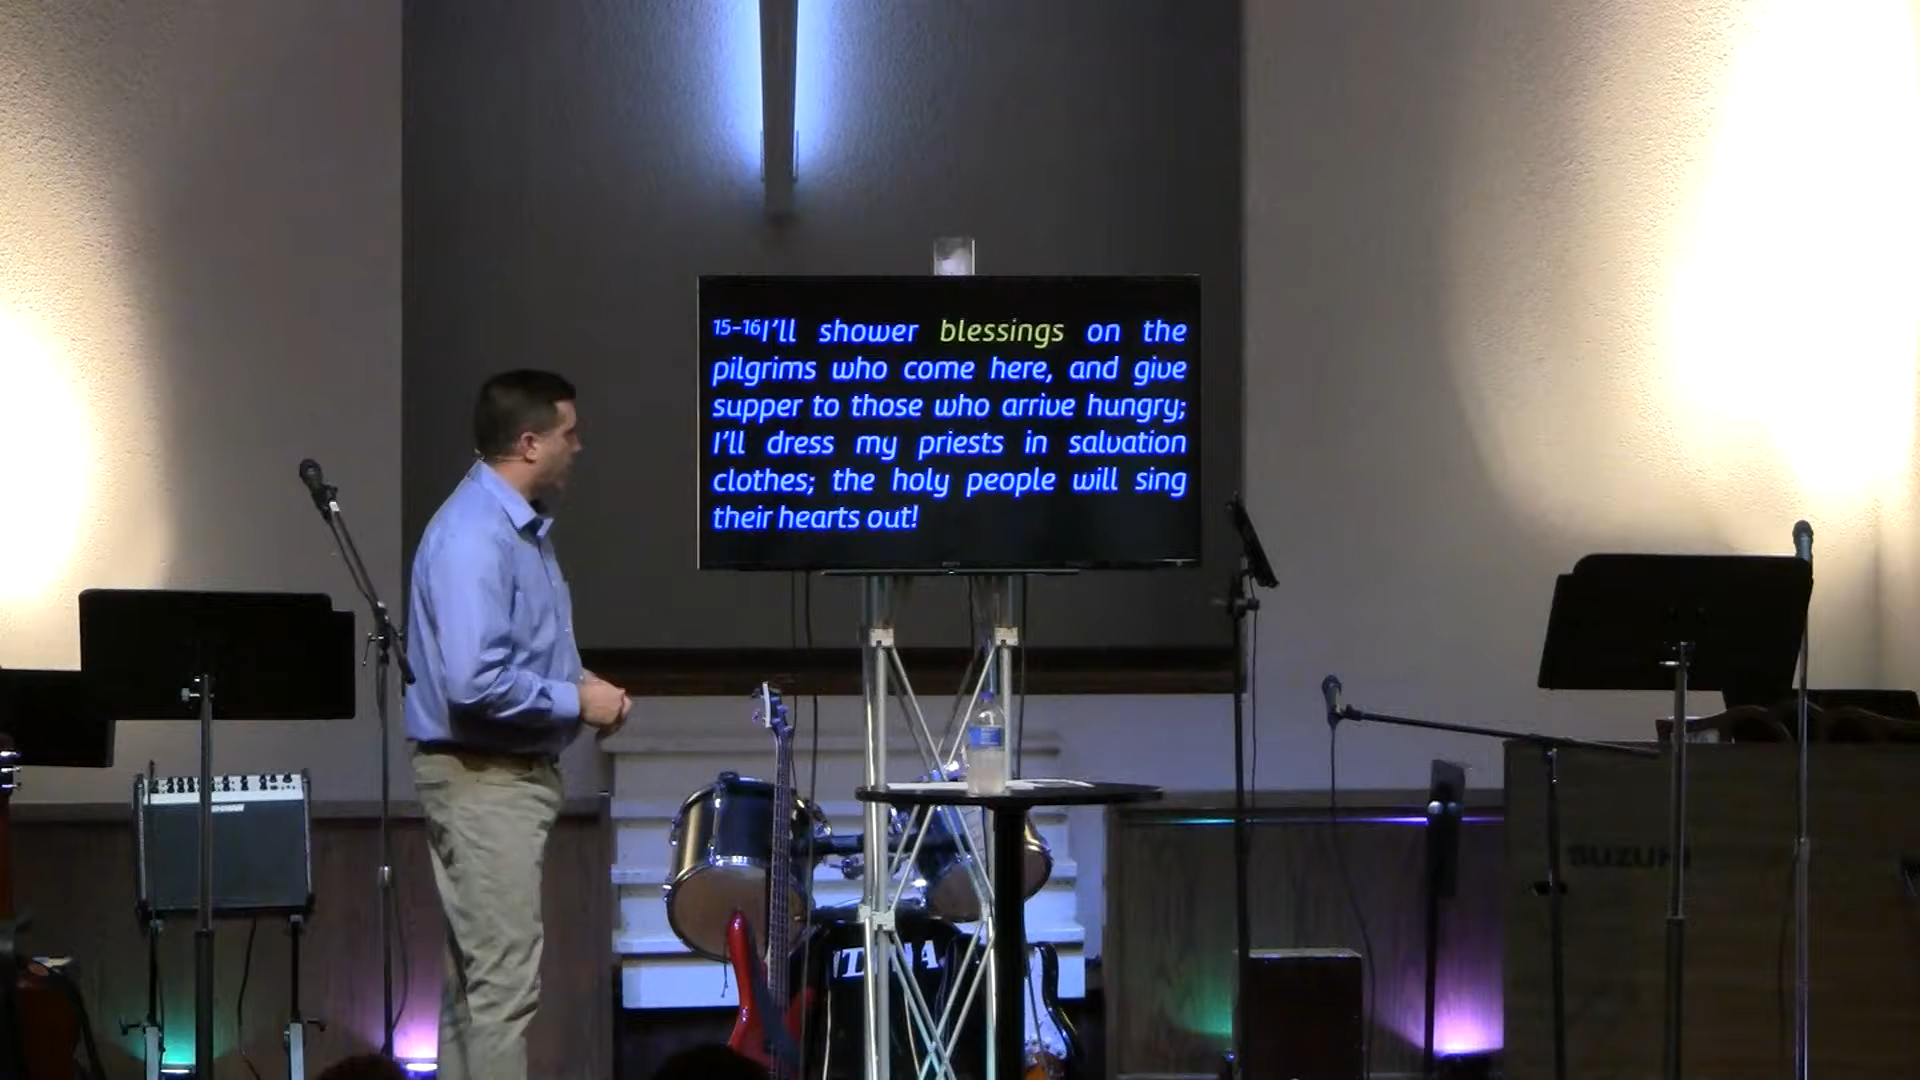 15-16I'll shower blessings on the
pilgrims who come here, and give
supper to those who arrive hungry;
I'll dress my priests in salvation
clothes; the holy people will sing
their hearts out!
SUZUKI